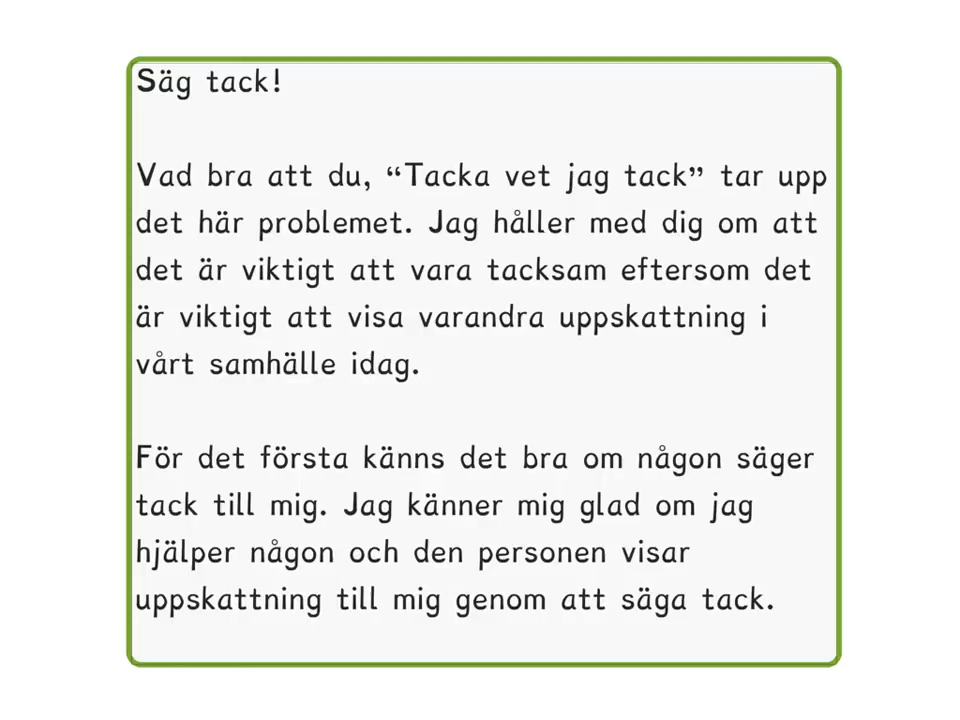 Säg tack!
Vad bra att du, “Tacka vet jag tack” tar upp
det här problemet. Jag håller med dig om att
det är viktigt att vara tacksam eftersom det
är viktigt att visa varandra uppskattning i
vårt samhälle idag.
För det första känns det bra om någon säger
tack till mig. Jag känner mig glad om jag
hjälper någon och den personen visar
uppskattning till mig genom att säga tack.